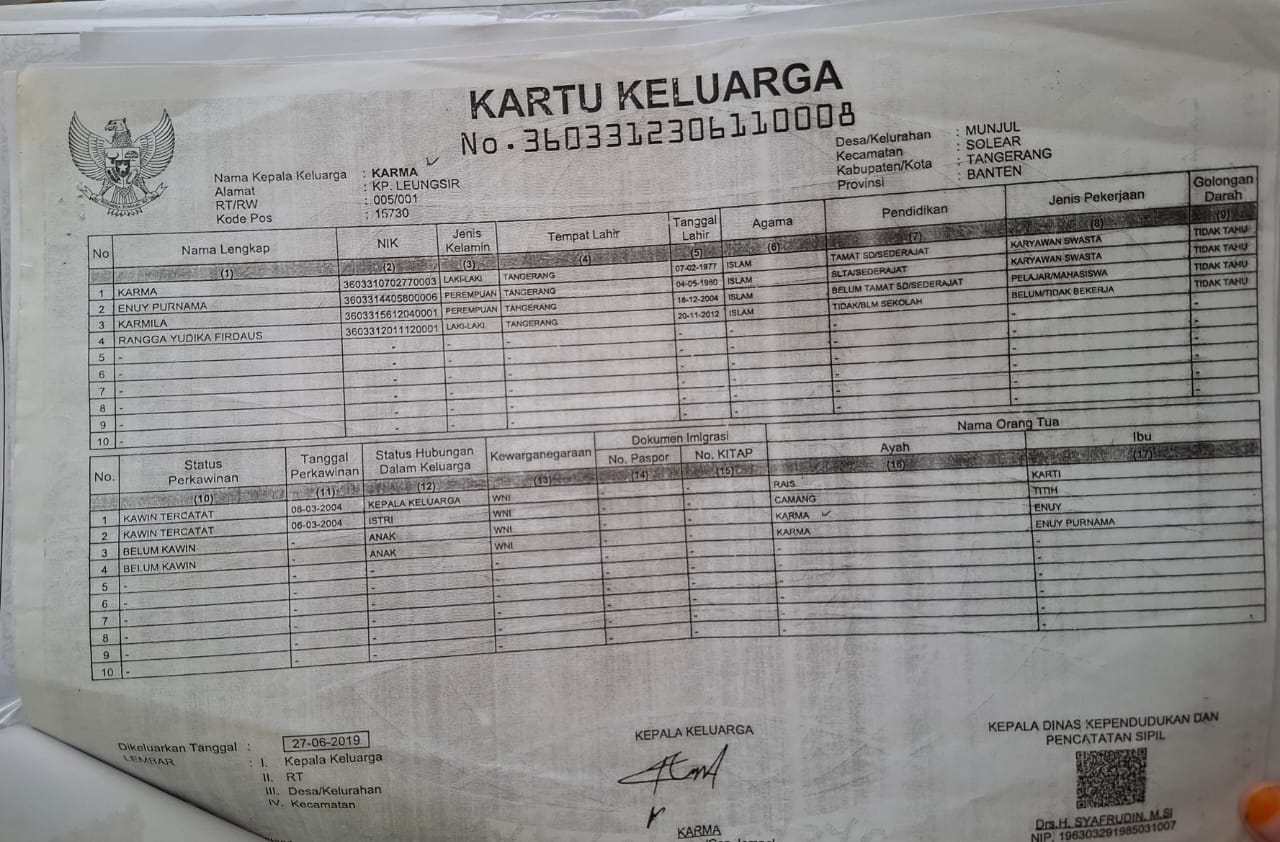 KARTU KELUARGA
No. 3603312306110008
Nama Kepala Keluarga : KARMA
Alamat : KP. LEUNGSIR
RT/RW : 005/001
Kode Pos : 15730
Desa/Kelurahan : MUNJUL
Kecamatan : SOLEAR
Kabupaten/Kota : TANGERANG
Provinsi : BANTEN
No Nama Lengkap NIK Jenis Kelamin Tempat Lahir Tanggal Lahir Agama Pendidikan Jenis Pekerjaan Golongan Darah
(1) (2) (3) (4) (5) (6) (7) (8) (9)
1 KARMA 3603310702770003 LAKI-LAKI TANGERANG 07-02-1977 ISLAM TAMAT SD/SEDERAJAT KARYAWAN SWASTA TIDAK TAHU
2 ENUY PURNAMA 3603314405800006 PEREMPUAN TANGERANG 04-05-1980 ISLAM SLTA/SEDERAJAT KARYAWAN SWASTA TIDAK TAHU
3 KARMILA 3603315612040001 PEREMPUAN TANGERANG 16-12-2004 ISLAM BELUM TAMAT SD/SEDERAJAT PELAJAR/MAHASISWA TIDAK TAHU
4 RANGGA YUDIKA FIRDAUS 3603312011120001 LAKI-LAKI TANGERANG 20-11-2012 ISLAM TIDAK/BLM SEKOLAH BELUM/TIDAK BEKERJA TIDAK TAHU
5 - - - - - - - - -
6 - - - - - - - - -
7 - - - - - - - - -
8 - - - - - - - - -
9 - - - - - - - - -
10 - - - - - - - - -
No. Status Perkawinan Tanggal Perkawinan Status Hubungan Dalam Keluarga Kewarganegaraan Dokumen Imigrasi No. Paspor No. KITAP Nama Orang Tua Ayah Ibu
(10) (11) (12) (13) (14) (15) (16) (17)
1 KAWIN TERCATAT 06-03-2004 KEPALA KELUARGA WNI - - RAIS KARTI
2 KAWIN TERCATAT 06-03-2004 ISTRI WNI - - CAMANG TITIH
3 BELUM KAWIN - ANAK WNI - - KARMA ENUY
4 BELUM KAWIN - ANAK WNI - - KARMA ENUY PURNAMA
5 - - - - - - - -
6 - - - - - - - -
7 - - - - - - - -
8 - - - - - - - -
9 - - - - - - - -
10 - - - - - - - -
Dikeluarkan Tanggal : 27-06-2019
LEMBAR : I. Kepala Keluarga
II. RT
III. Desa/Kelurahan
IV. Kecamatan
KEPALA KELUARGA
KARMA
KEPALA DINAS KEPENDUDUKAN DAN
PENCATATAN SIPIL
Drs.H. SYAFRUDIN, M.SI
NIP. 196303291985031007